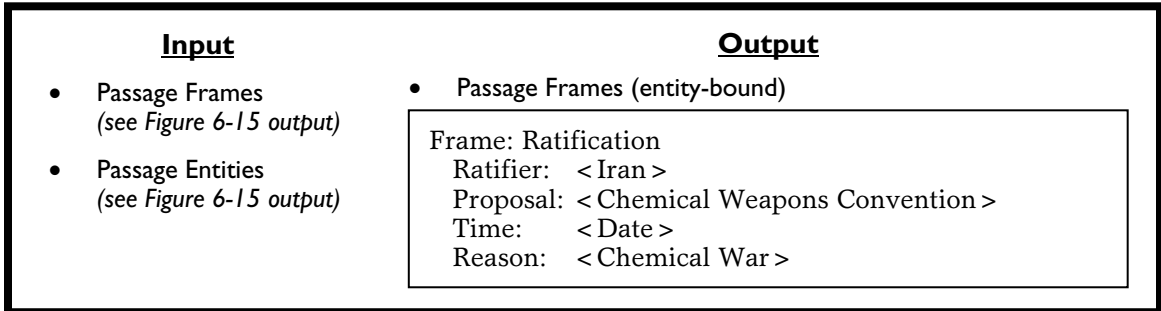 Input
• Passage Frames
(see Figure 6-15 output)
• Passage Entities
(see Figure 6-15 output)
Output
• Passage Frames (entity-bound)
Frame: Ratification
Ratifier: < Iran >
Proposal: < Chemical Weapons Convention >
Time: < Date >
Reason: < Chemical War >